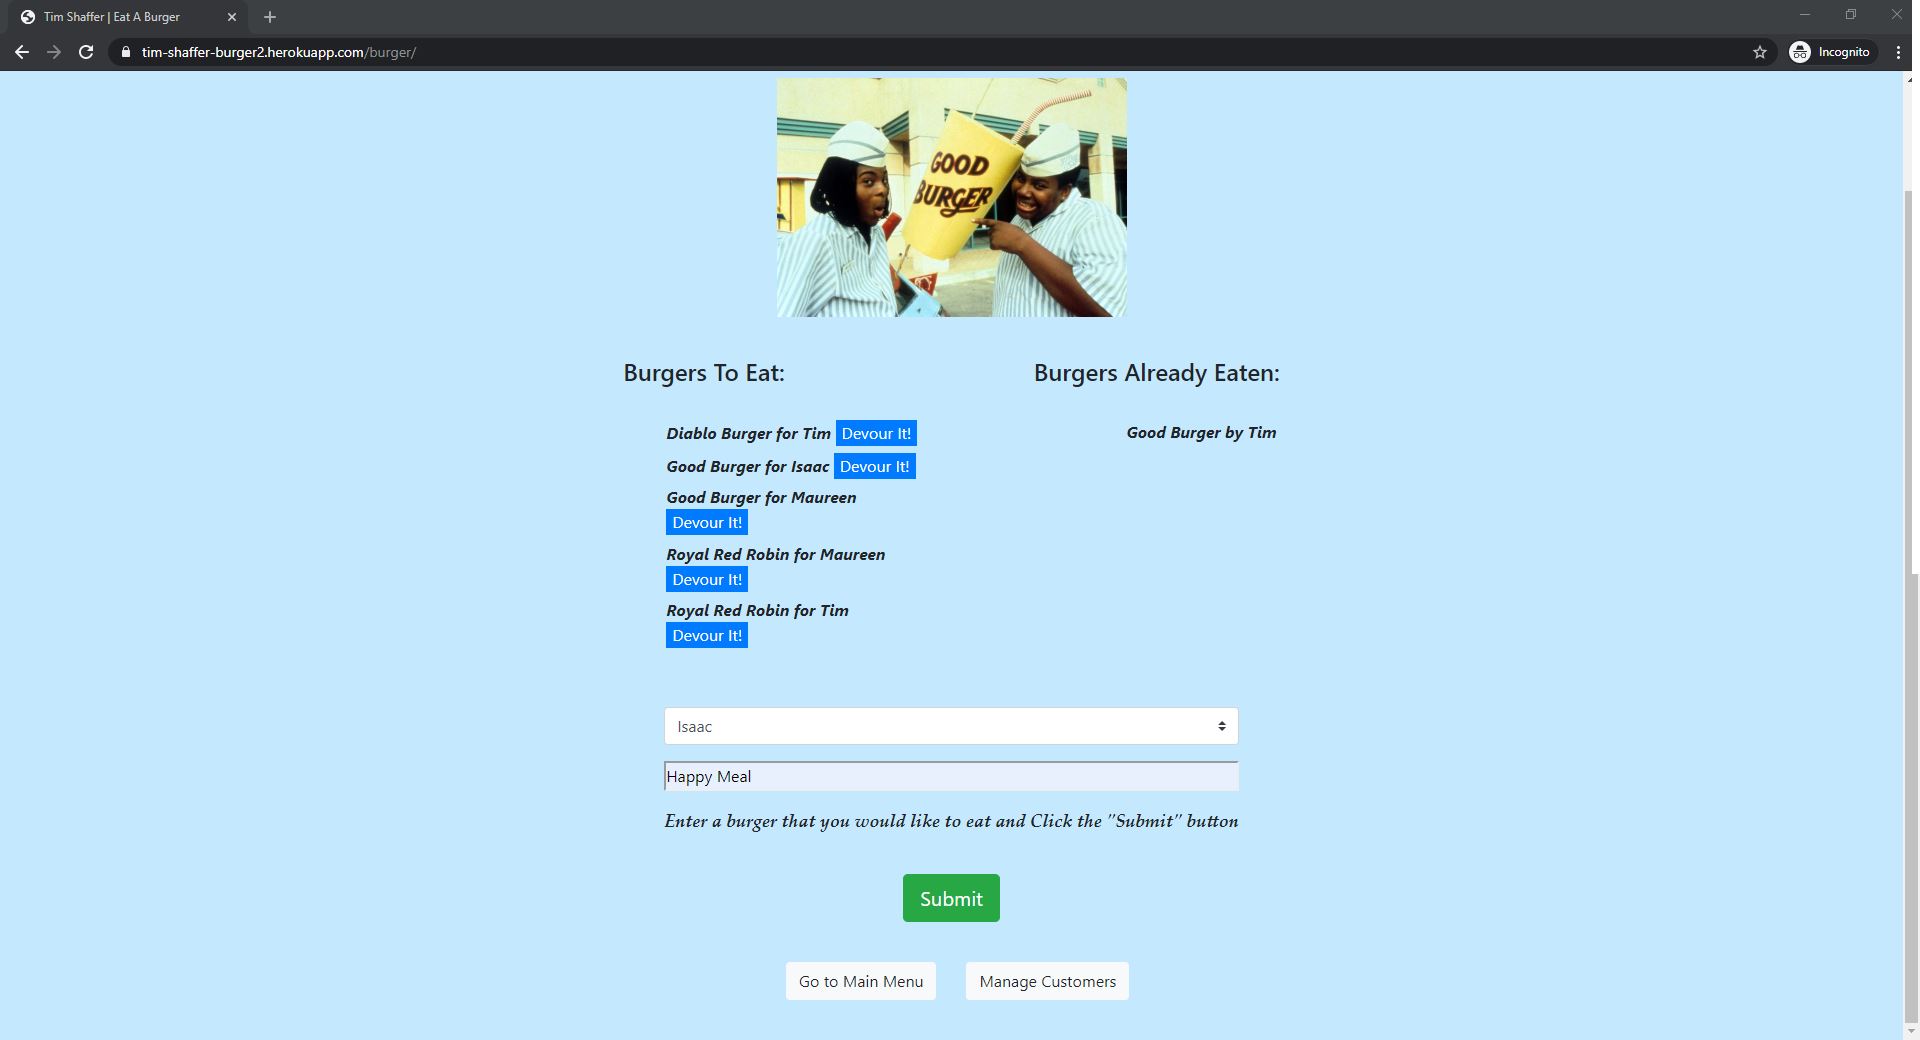 Tim Shaffer | Eat A Burger
tim-shaffer-burger2.herokuapp.com/burger/
Incognito
GOOD
BURGER
Burgers To Eat:
Burgers Already Eaten:
Diablo Burger for Tim Devour It!
Good Burger by Tim
Good Burger for Isaac Devour It!
Good Burger for Maureen
Devour It!
Royal Red Robin for Maureen
Devour It!
Royal Red Robin for Tim
Devour It!
Isaac
Happy Meal
Enter a burger that you would like to eat and Click the "Submit" button
Submit
Go to Main Menu
Manage Customers